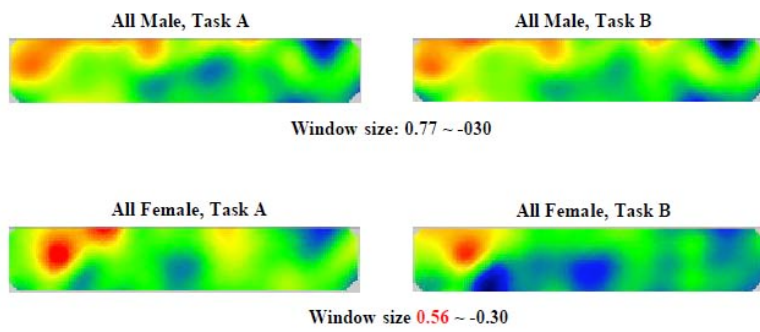 All Male, Task A
All Male, Task B
Window size: 0.77 ~ -030
All Female, Task A
All Female, Task B
Window size 0.56 ~ -0.30